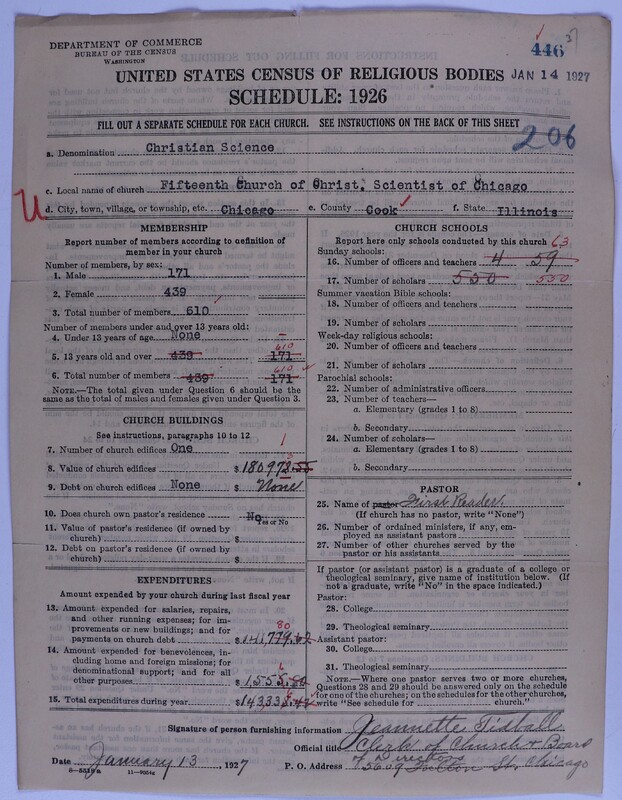 DEPARTMENT OF COMMERCE
BUREAU OF THE CENSUS
WASHINGTON
446
UNITED STATES CENSUS OF RELIGIOUS BODIES JAN 14 1927
SCHEDULE: 1926
FILL OUT A SEPARATE SCHEDULE FOR EACH CHURCH. SEE INSTRUCTIONS ON THE BACK OF THIS SHEET
206
a. Denomination Christian Science
c. Local name of church Fifteenth Church of Christ, Scientist of Chicago
d. City, town, village, or township, etc. Chicago e. County Cook f. State Illinois
MEMBERSHIP
Report number of members according to definition of
member in your church
Number of members, by sex:
1. Male 171
2. Female 439
3. Total number of members 610
Number of members under and over 13 years old:
4. Under 13 years of age None –
610
5. 13 years old and over 439 171
610
6. Total number of members 439 171
NOTE.—The total given under Question 6 should be the
same as the total of males and females given under Question 3.
CHURCH BUILDINGS
See instructions, paragraphs 10 to 12
7. Number of church edifices One 1
8. Value of church edifices $180972
9. Debt on church edifices None $ None
10. Does church own pastor's residence No
Yes or No
11. Value of pastor's residence (if owned by
church) $
12. Debt on pastor's residence (if owned by
church) $
EXPENDITURES
Amount expended by your church during last fiscal year
13. Amount expended for salaries, repairs,
and other running expenses; for im-
provements or new buildings; and for
80
payments on church debt $141,779.62
14. Amount expended for benevolences,
including home and foreign missions; for
denominational support; and for all
6
other purposes $1,555.80
15. Total expenditures during year $143,335.42
CHURCH SCHOOLS
Report here only schools conducted by this church 63
Sunday schools:
16. Number of officers and teachers 4 59
17. Number of scholars 550 550
Summer vacation Bible schools:
18. Number of officers and teachers
19. Number of scholars
Week-day religious schools:
20. Number of officers and teachers
21. Number of scholars
Parochial schools:
22. Number of administrative officers
23. Number of teachers—
a. Elementary (grades 1 to 8)
b. Secondary
24. Number of scholars—
a. Elementary (grades 1 to 8)
b. Secondary
PASTOR
25. Name of pastor First Reader.
(If church has no pastor, write "None")
26. Number of ordained ministers, if any, em-
ployed as assistant pastors
27. Number of other churches served by the
pastor or his assistants
If pastor (or assistant pastor) is a graduate of a college or
theological seminary, give name of institution below. (If
not a graduate, write "No" in the space indicated.)
Pastor:
28. College
29. Theological seminary
Assistant pastor:
30. College
31. Theological seminary
NOTE.—Where one pastor serves two or more churches,
Questions 28 and 29 should be answered only on the schedule
for one of the churches; on the schedules for the other churches,
write "See schedule for church."
Signature of person furnishing information Jeannette Tidball
Official title Clerk of Church & Board
of Directors
Date January 13, 1927 P. O. Address 5609 Fulton St. Chicago